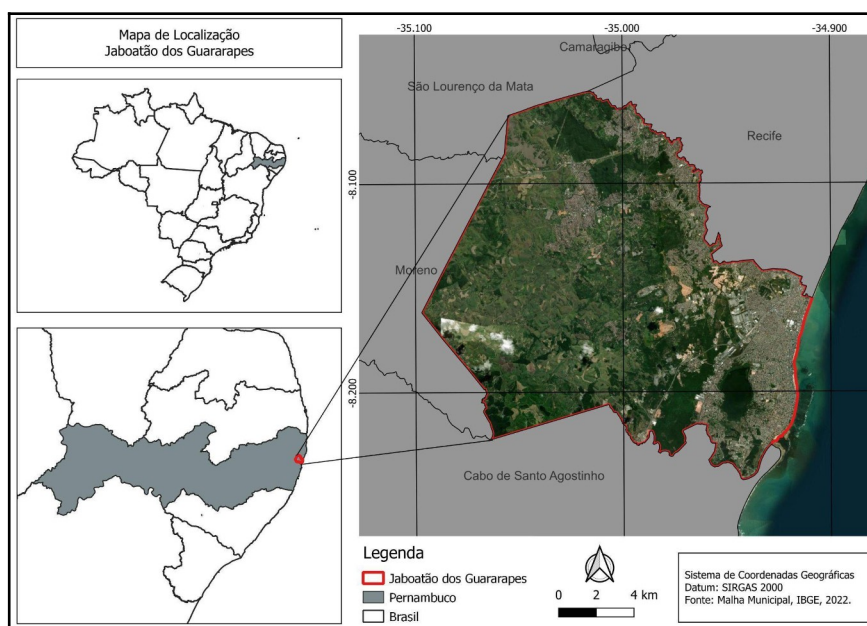 Mapa de Localização
Jaboatão dos Guararapes
-35.100
-35.000
-34.900
Camaragibe
São Lourenço da Mata
Recife
-8.100
Moreno
-8.200
Cabo de Santo Agostinho
Legenda
Jaboatão dos Guararapes
Pernambuco
Brasil
0 2 4 km
Sistema de Coordenadas Geográficas
Datum: SIRGAS 2000
Fonte: Malha Municipal, IBGE, 2022.